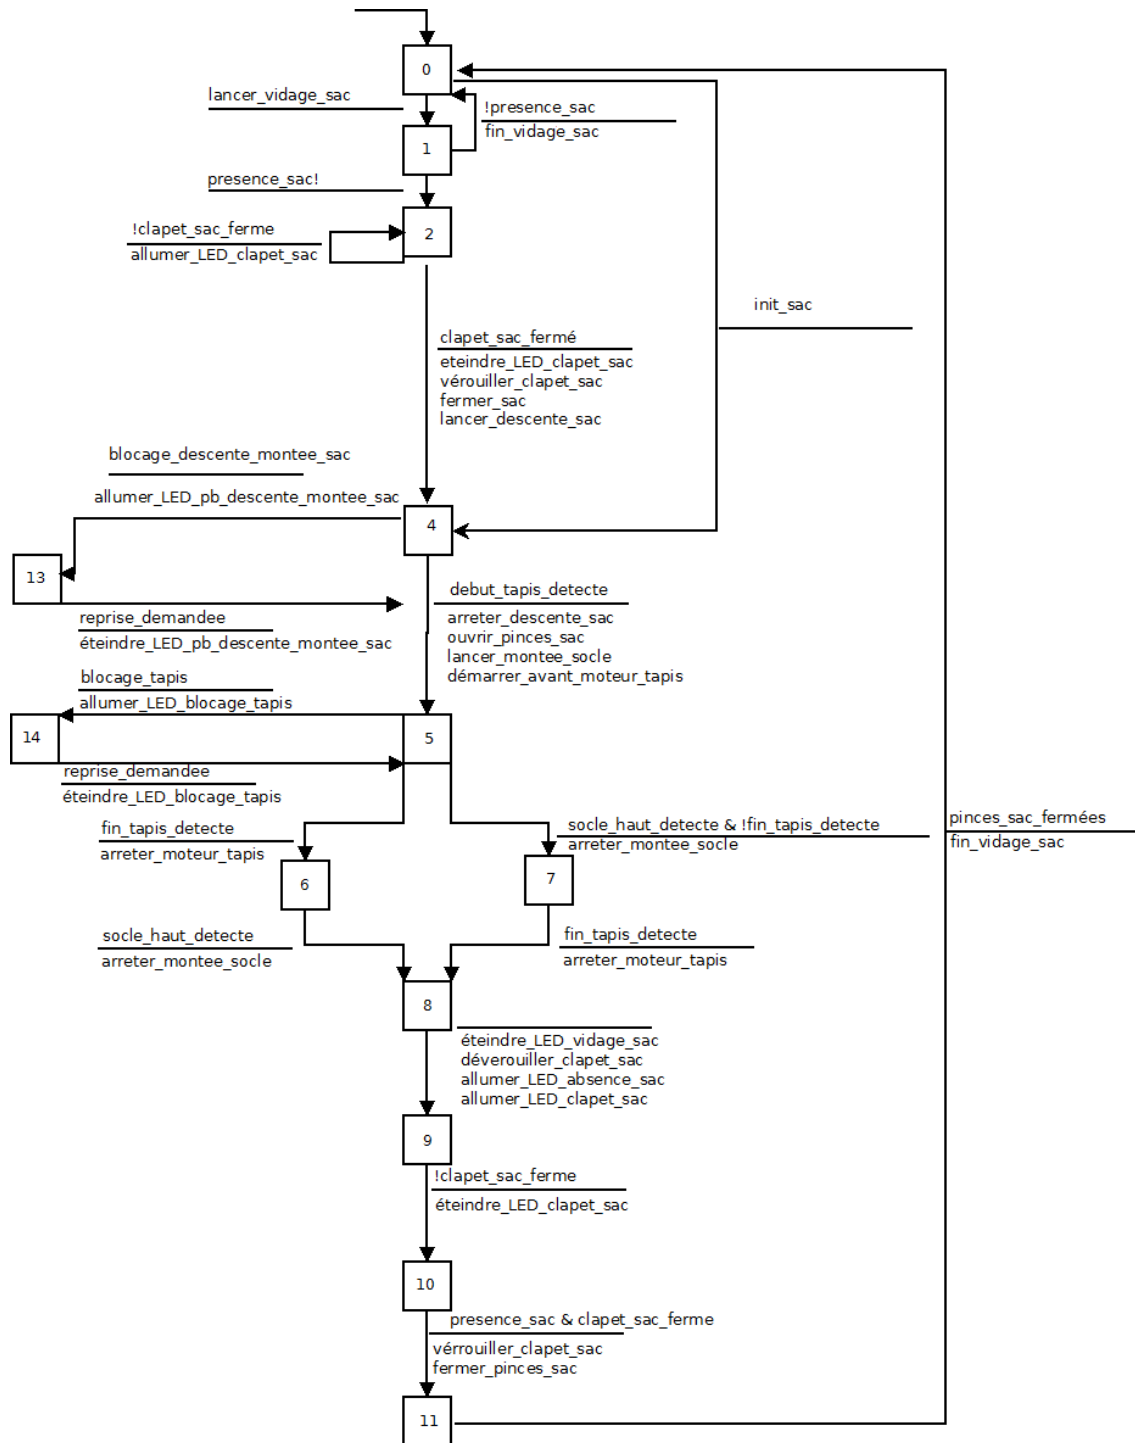 0
lancer_vidage_sac
!presence_sac
fin_vidage_sac
1
presence_sac!
2
!clapet_sac_ferme
allumer_LED_clapet_sac
init_sac
clapet_sac_fermé
eteindre_LED_clapet_sac
vérouiller_clapet_sac
fermer_sac
lancer_descente_sac
blocage_descente_montee_sac
allumer_LED_pb_descente_montee_sac
4
13
debut_tapis_detecte
arreter_descente_sac
ouvrir_pinces_sac
lancer_montee_socle
démarrer_avant_moteur_tapis
reprise_demandee
éteindre_LED_pb_descente_montee_sac
blocage_tapis
allumer_LED_blocage_tapis
14
5
reprise_demandee
éteindre_LED_blocage_tapis
fin_tapis_detecte
arreter_moteur_tapis
socle_haut_detecte & !fin_tapis_detecte
arreter_montee_socle
pinces_sac_fermées
fin_vidage_sac
6
7
socle_haut_detecte
arreter_montee_socle
fin_tapis_detecte
arreter_moteur_tapis
8
éteindre_LED_vidage_sac
déverouiller_clapet_sac
allumer_LED_absence_sac
allumer_LED_clapet_sac
9
!clapet_sac_ferme
éteindre_LED_clapet_sac
10
presence_sac & clapet_sac_ferme
vérrouiller_clapet_sac
fermer_pinces_sac
11